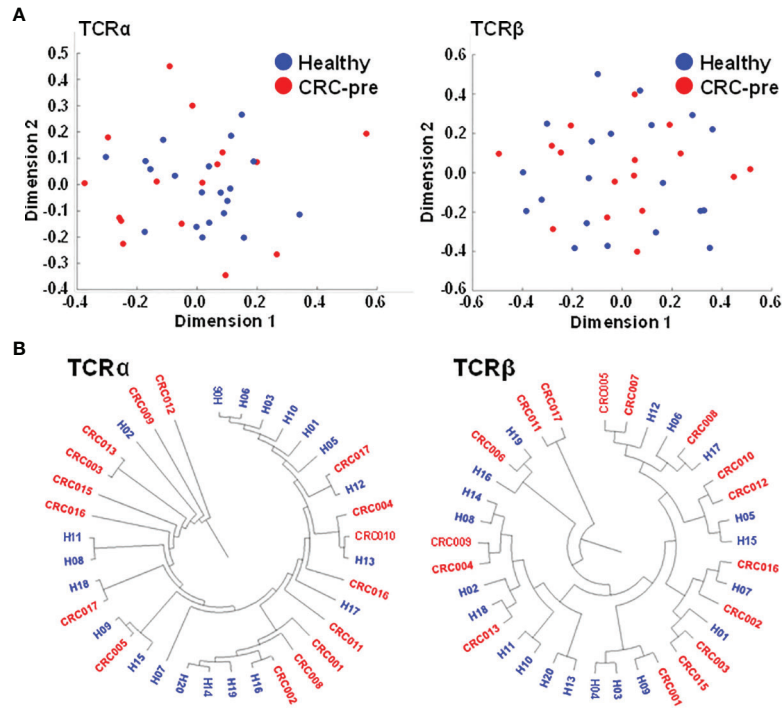 A
TCRα
Healthy
CRC-pre
0.5
0.4
0.3
0.2
0.1
0.0
-0.1
-0.2
-0.3
-0.4
Dimension 2
-0.4
-0.2
0.0
0.2
0.4
0.6
Dimension 1
TCRβ
Healthy
CRC-pre
0.6
0.4
0.2
0.0
-0.2
-0.4
-0.6
Dimension 2
-0.6
-0.4
-0.2
0.0
0.2
0.4
0.6
Dimension 1
B
TCRα
H06
H06
H03
H10
H01
H05
CRC017
H12
CRC004
CRC010
H13
CRC016
H17
CRC011
CRC001
CRC008
CRC002
H16
H19
H14
H20
H07
H15
CRC005
H09
CRC017
H18
H08
H11
CRC016
CRC015
CRC003
CRC013
H02
CRC009
CRC012
TCRβ
CRC005
CRC007
H12
H06
CRC008
H17
CRC010
CRC012
H05
H15
CRC016
H07
CRC002
H01
CRC003
CRC015
CRC001
H09
H03
H04
H13
H20
H10
H11
CRC013
H18
H02
CRC004
CRC009
H08
H14
H16
CRC006
H19
CRC011
CRC017